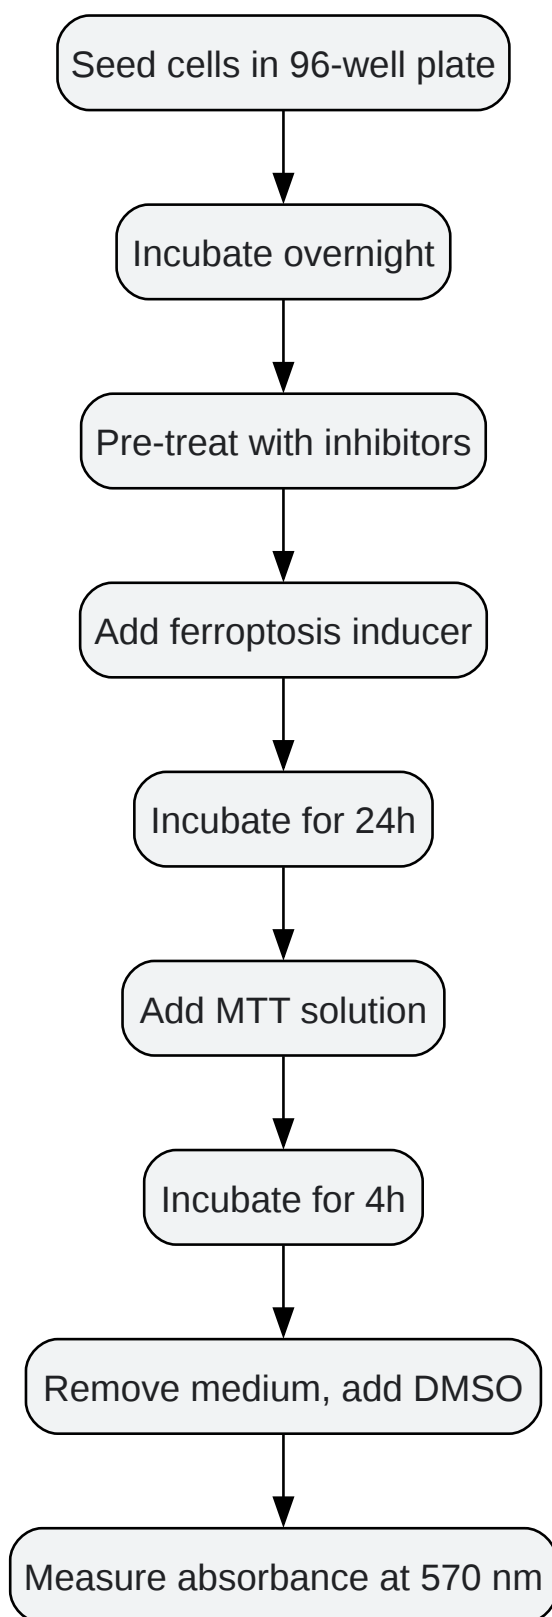 Seed cells in 96-well plate
Incubate overnight
Pre-treat with inhibitors
Add ferroptosis inducer
Incubate for 24h
Add MTT solution
Incubate for 4h
Remove medium, add DMSO
Measure absorbance at 570 nm